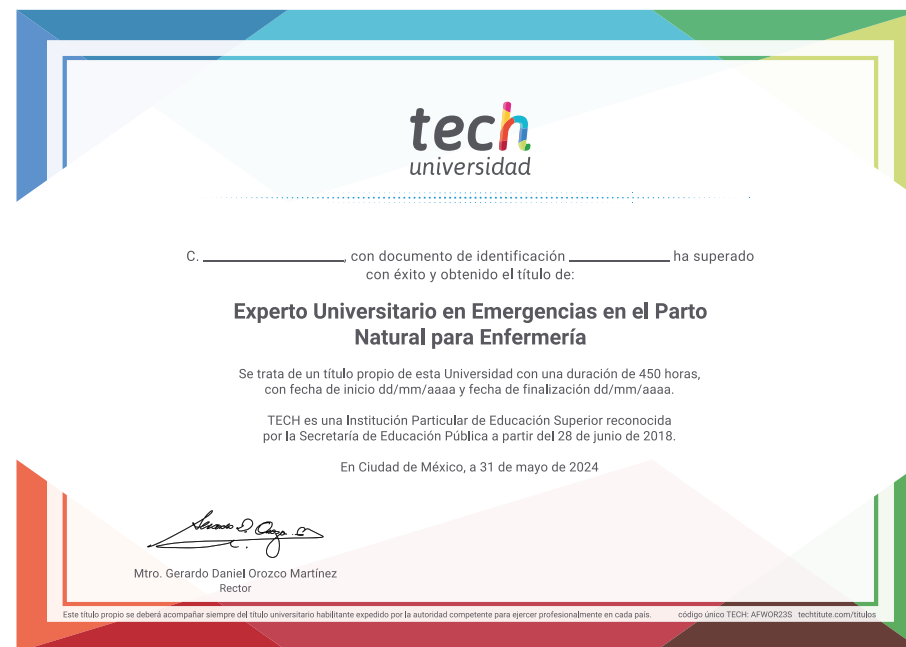 tech
universidad
C. ____________________, con documento de identificación ______________ ha superado
con éxito y obtenido el título de:
Experto Universitario en Emergencias en el Parto
Natural para Enfermería
Se trata de un título propio de esta Universidad con una duración de 450 horas,
con fecha de inicio dd/mm/aaaa y fecha de finalización dd/mm/aaaa.
TECH es una Institución Particular de Educación Superior reconocida
por la Secretaría de Educación Pública a partir del 28 de junio de 2018.
En Ciudad de México, a 31 de mayo de 2024
Mtro. Gerardo Daniel Orozco Martínez
Rector
Este título propio se deberá acompañar siempre del título universitario habilitante expedido por la autoridad competente para ejercer profesionalmente en cada país. código único TECH: AFWOR23S techtitute.com/titulos